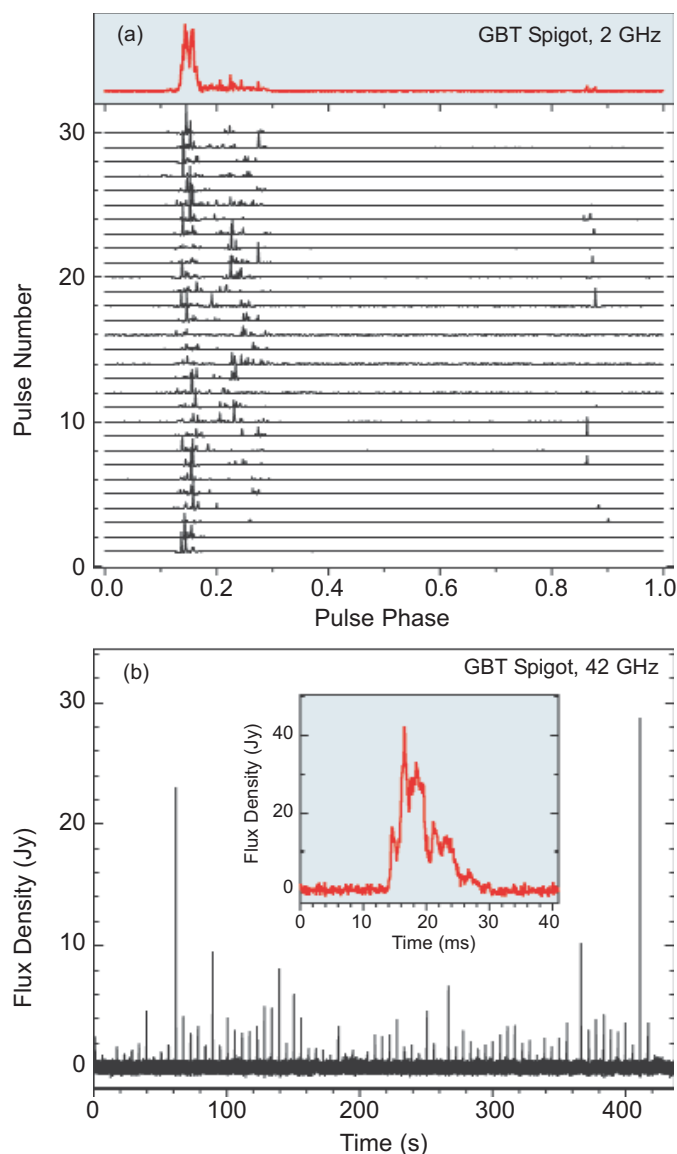 (a)
GBT Spigot, 2 GHz
Pulse Number
30
20
10
0
0.0 0.2 0.4 0.6 0.8 1.0
Pulse Phase
(b)
GBT Spigot, 42 GHz
Flux Density (Jy)
30
20
10
0
Flux Density (Jy)
40
20
0
0 20 30 40
Time (ms)
0 100 200 300 400
Time (s)